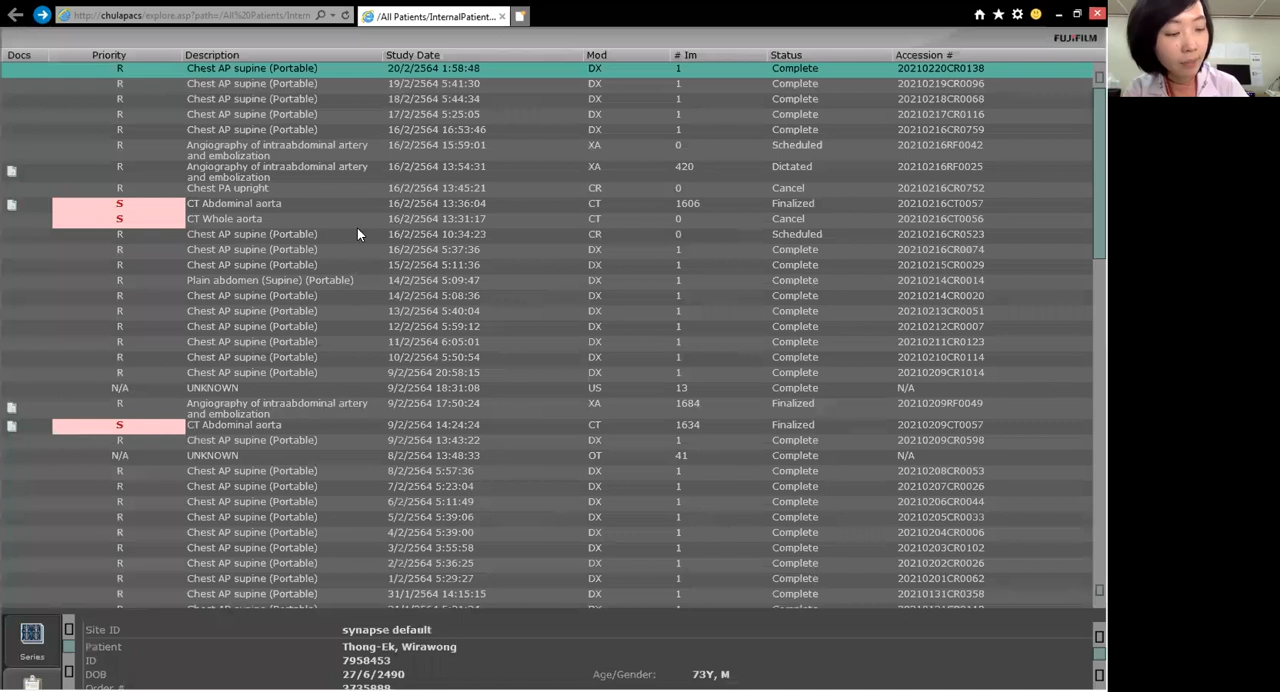 http://chulapacs/explore.asp?path=/All%20Patients/Intern
/All Patients/InternalPatient...
FUJIFILM
Docs Priority Description Study Date Mod # Im Status Accession #
R Chest AP supine (Portable) 20/2/2564 1:58:48 DX 1 Complete 20210220CR0138
R Chest AP supine (Portable) 19/2/2564 5:41:30 DX 1 Complete 20210219CR0096
R Chest AP supine (Portable) 18/2/2564 5:44:34 DX 1 Complete 20210218CR0068
R Chest AP supine (Portable) 17/2/2564 5:25:05 DX 1 Complete 20210217CR0116
R Chest AP supine (Portable) 16/2/2564 16:53:46 DX 1 Complete 20210216CR0759
R Angiography of intraabdominal artery 16/2/2564 15:59:01 XA 0 Scheduled 20210216RF0042
and embolization
R Angiography of intraabdominal artery 16/2/2564 13:54:31 XA 420 Dictated 20210216RF0025
and embolization
R Chest PA upright 16/2/2564 13:45:21 CR 0 Cancel 20210216CR0752
S CT Abdominal aorta 16/2/2564 13:36:04 CT 1606 Finalized 20210216CT0057
S CT Whole aorta 16/2/2564 13:31:17 CT 0 Cancel 20210216CT0056
R Chest AP supine (Portable) 16/2/2564 10:34:23 CR 0 Scheduled 20210216CR0523
R Chest AP supine (Portable) 16/2/2564 5:37:36 DX 1 Complete 20210216CR0074
R Chest AP supine (Portable) 15/2/2564 5:11:36 DX 1 Complete 20210215CR0029
R Plain abdomen (Supine) (Portable) 14/2/2564 5:09:47 DX 1 Complete 20210214CR0014
R Chest AP supine (Portable) 14/2/2564 5:08:36 DX 1 Complete 20210214CR0020
R Chest AP supine (Portable) 13/2/2564 5:40:04 DX 1 Complete 20210213CR0051
R Chest AP supine (Portable) 12/2/2564 5:59:12 DX 1 Complete 20210212CR0007
R Chest AP supine (Portable) 11/2/2564 6:05:01 DX 1 Complete 20210211CR0123
R Chest AP supine (Portable) 10/2/2564 5:50:54 DX 1 Complete 20210210CR0114
R Chest AP supine (Portable) 9/2/2564 20:58:15 DX 1 Complete 20210209CR1014
N/A UNKNOWN 9/2/2564 18:31:08 US 13 Complete N/A
R Angiography of intraabdominal artery 9/2/2564 17:50:24 XA 1684 Finalized 20210209RF0049
and embolization
S CT Abdominal aorta 9/2/2564 14:24:24 CT 1634 Finalized 20210209CT0057
R Chest AP supine (Portable) 9/2/2564 13:43:22 DX 1 Complete 20210209CR0598
N/A UNKNOWN 8/2/2564 13:48:33 OT 41 Complete N/A
R Chest AP supine (Portable) 8/2/2564 5:57:36 DX 1 Complete 20210208CR0053
R Chest AP supine (Portable) 7/2/2564 5:23:04 DX 1 Complete 20210207CR0026
R Chest AP supine (Portable) 6/2/2564 5:11:49 DX 1 Complete 20210206CR0044
R Chest AP supine (Portable) 5/2/2564 5:39:06 DX 1 Complete 20210205CR0033
R Chest AP supine (Portable) 4/2/2564 5:39:00 DX 1 Complete 20210204CR0006
R Chest AP supine (Portable) 3/2/2564 3:55:58 DX 1 Complete 20210203CR0102
R Chest AP supine (Portable) 2/2/2564 5:36:25 DX 1 Complete 20210202CR0026
R Chest AP supine (Portable) 1/2/2564 5:29:27 DX 1 Complete 20210201CR0062
R Chest AP supine (Portable) 31/1/2564 14:15:15 DX 1 Complete 20210131CR0358
Series
Site ID synapse default
Patient Thong-Ek, Wirawong
ID 7958453
DOB 27/6/2490 Age/Gender: 73Y, M
Order #